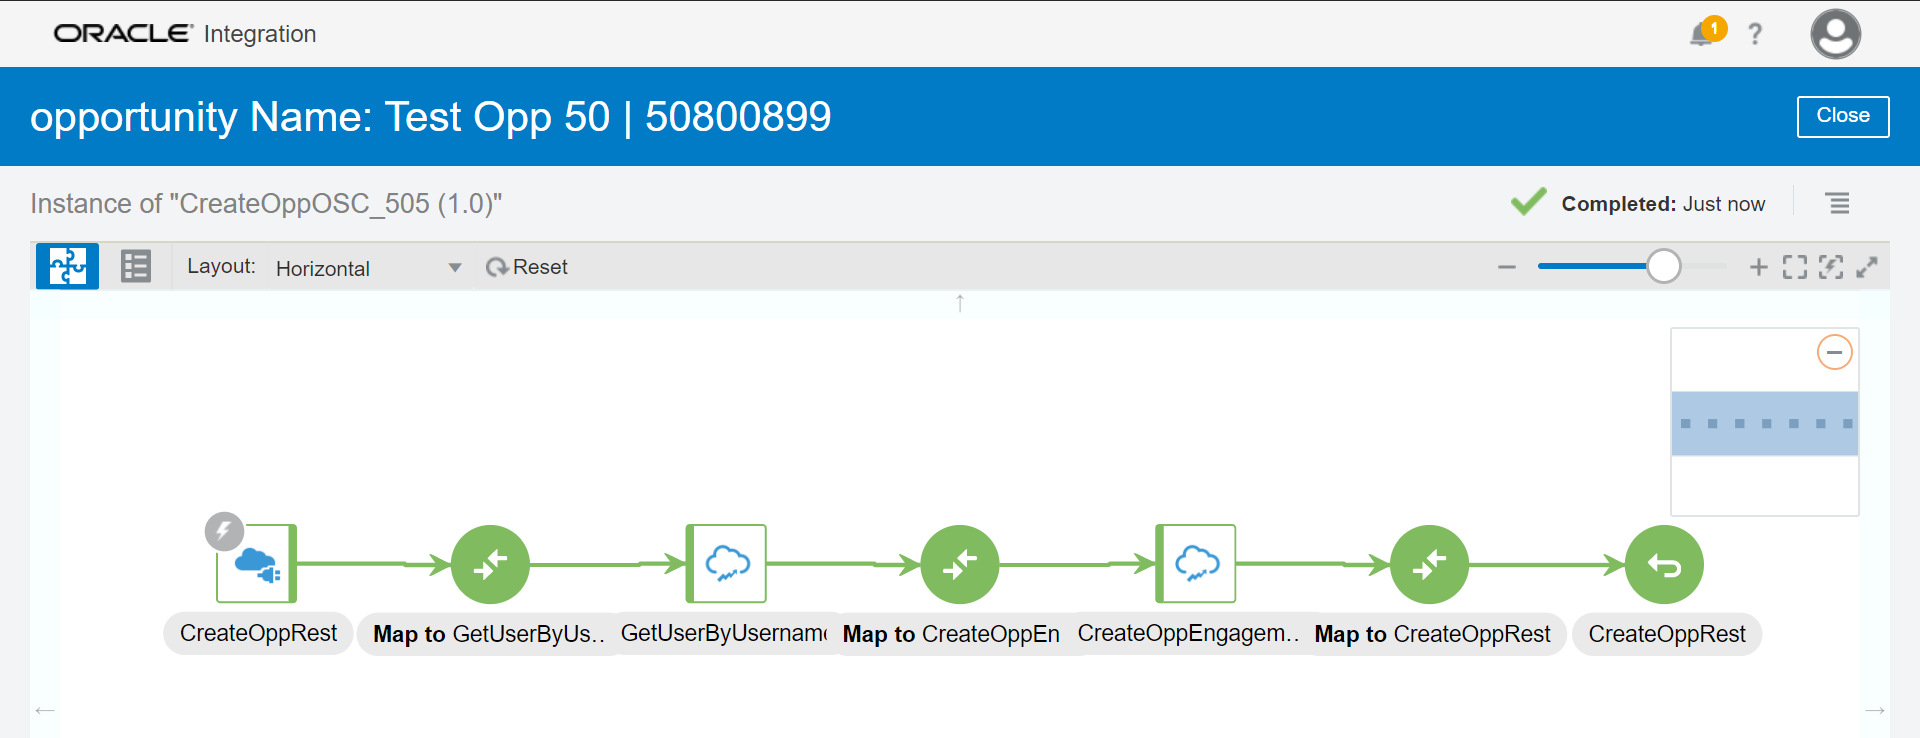 ORACLE Integration
1
?
opportunity Name: Test Opp 50 | 50800899
Close
Instance of "CreateOppOSC_505 (1.0)"
Completed: Just now
Layout: Horizontal
Reset
CreateOppRest
Map to GetUserByUs..
GetUserByUsername
Map to CreateOppEn
CreateOppEngagem..
Map to CreateOppRest
CreateOppRest